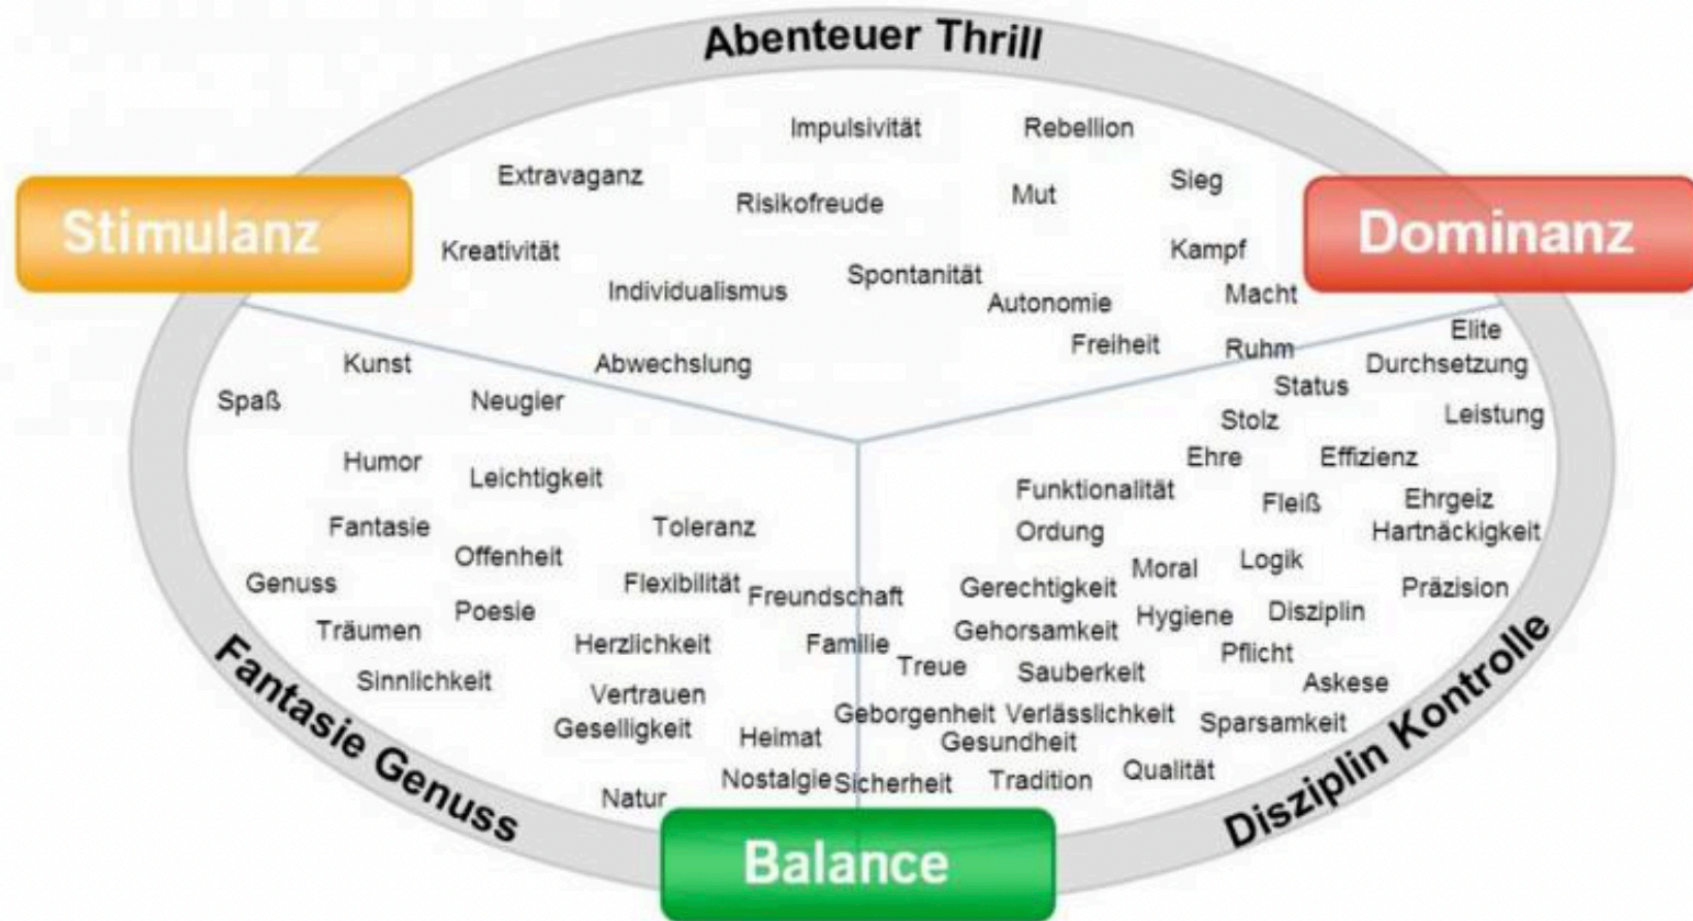 Abenteuer Thrill
Impulsivität
Rebellion
Extravaganz
Risikofreude
Mut
Sieg
Stimulanz
Dominanz
Kreativität
Individualismus
Spontanität
Autonomie
Kampf
Macht
Freiheit
Ruhm
Elite
Kunst
Abwechslung
Durchsetzung
Status
Spaß
Neugier
Stolz
Leistung
Humor
Leichtigkeit
Ehre
Effizienz
Funktionalität
Fleiß
Ehrgeiz
Fantasie
Toleranz
Ordung
Hartnäckigkeit
Offenheit
Moral
Logik
Genuss
Flexibilität
Freundschaft
Gerechtigkeit
Präzision
Poesie
Hygiene
Disziplin
Träumen
Herzlichkeit
Familie
Gehorsamkeit
Pflicht
Treue
Sauberkeit
Sinnlichkeit
Askese
Vertrauen
Geselligkeit
Heimat
Geborgenheit
Verlässlichkeit
Sparsamkeit
Gesundheit
Nostalgie
Sicherheit
Tradition
Qualität
Natur
Fantasie Genuss
Disziplin Kontrolle
Balance